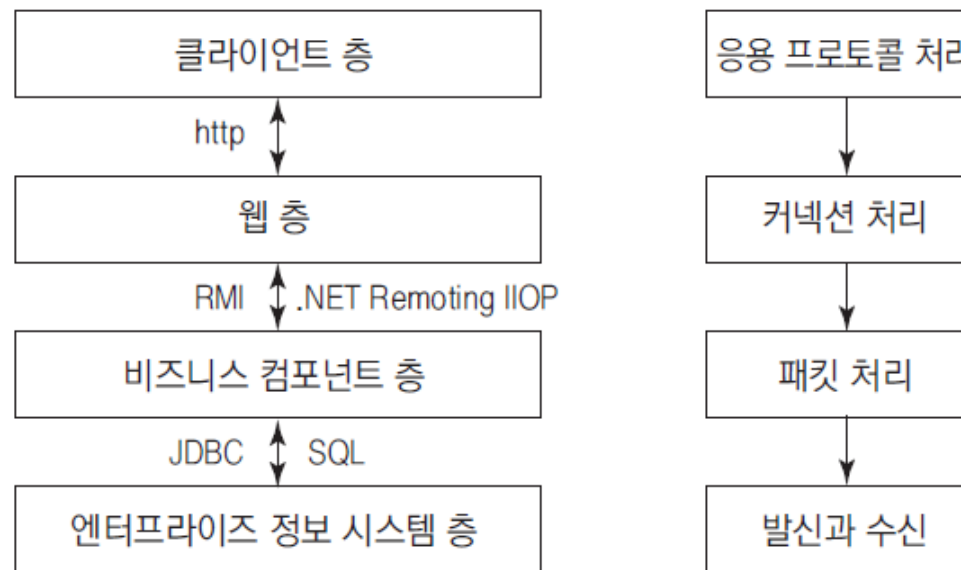 클라이언트 층
http
웹 층
RMI .NET Remoting IIOP
비즈니스 컴포넌트 층
JDBC SQL
엔터프라이즈 정보 시스템 층
응용 프로토콜 처리
커넥션 처리
패킷 처리
발신과 수신